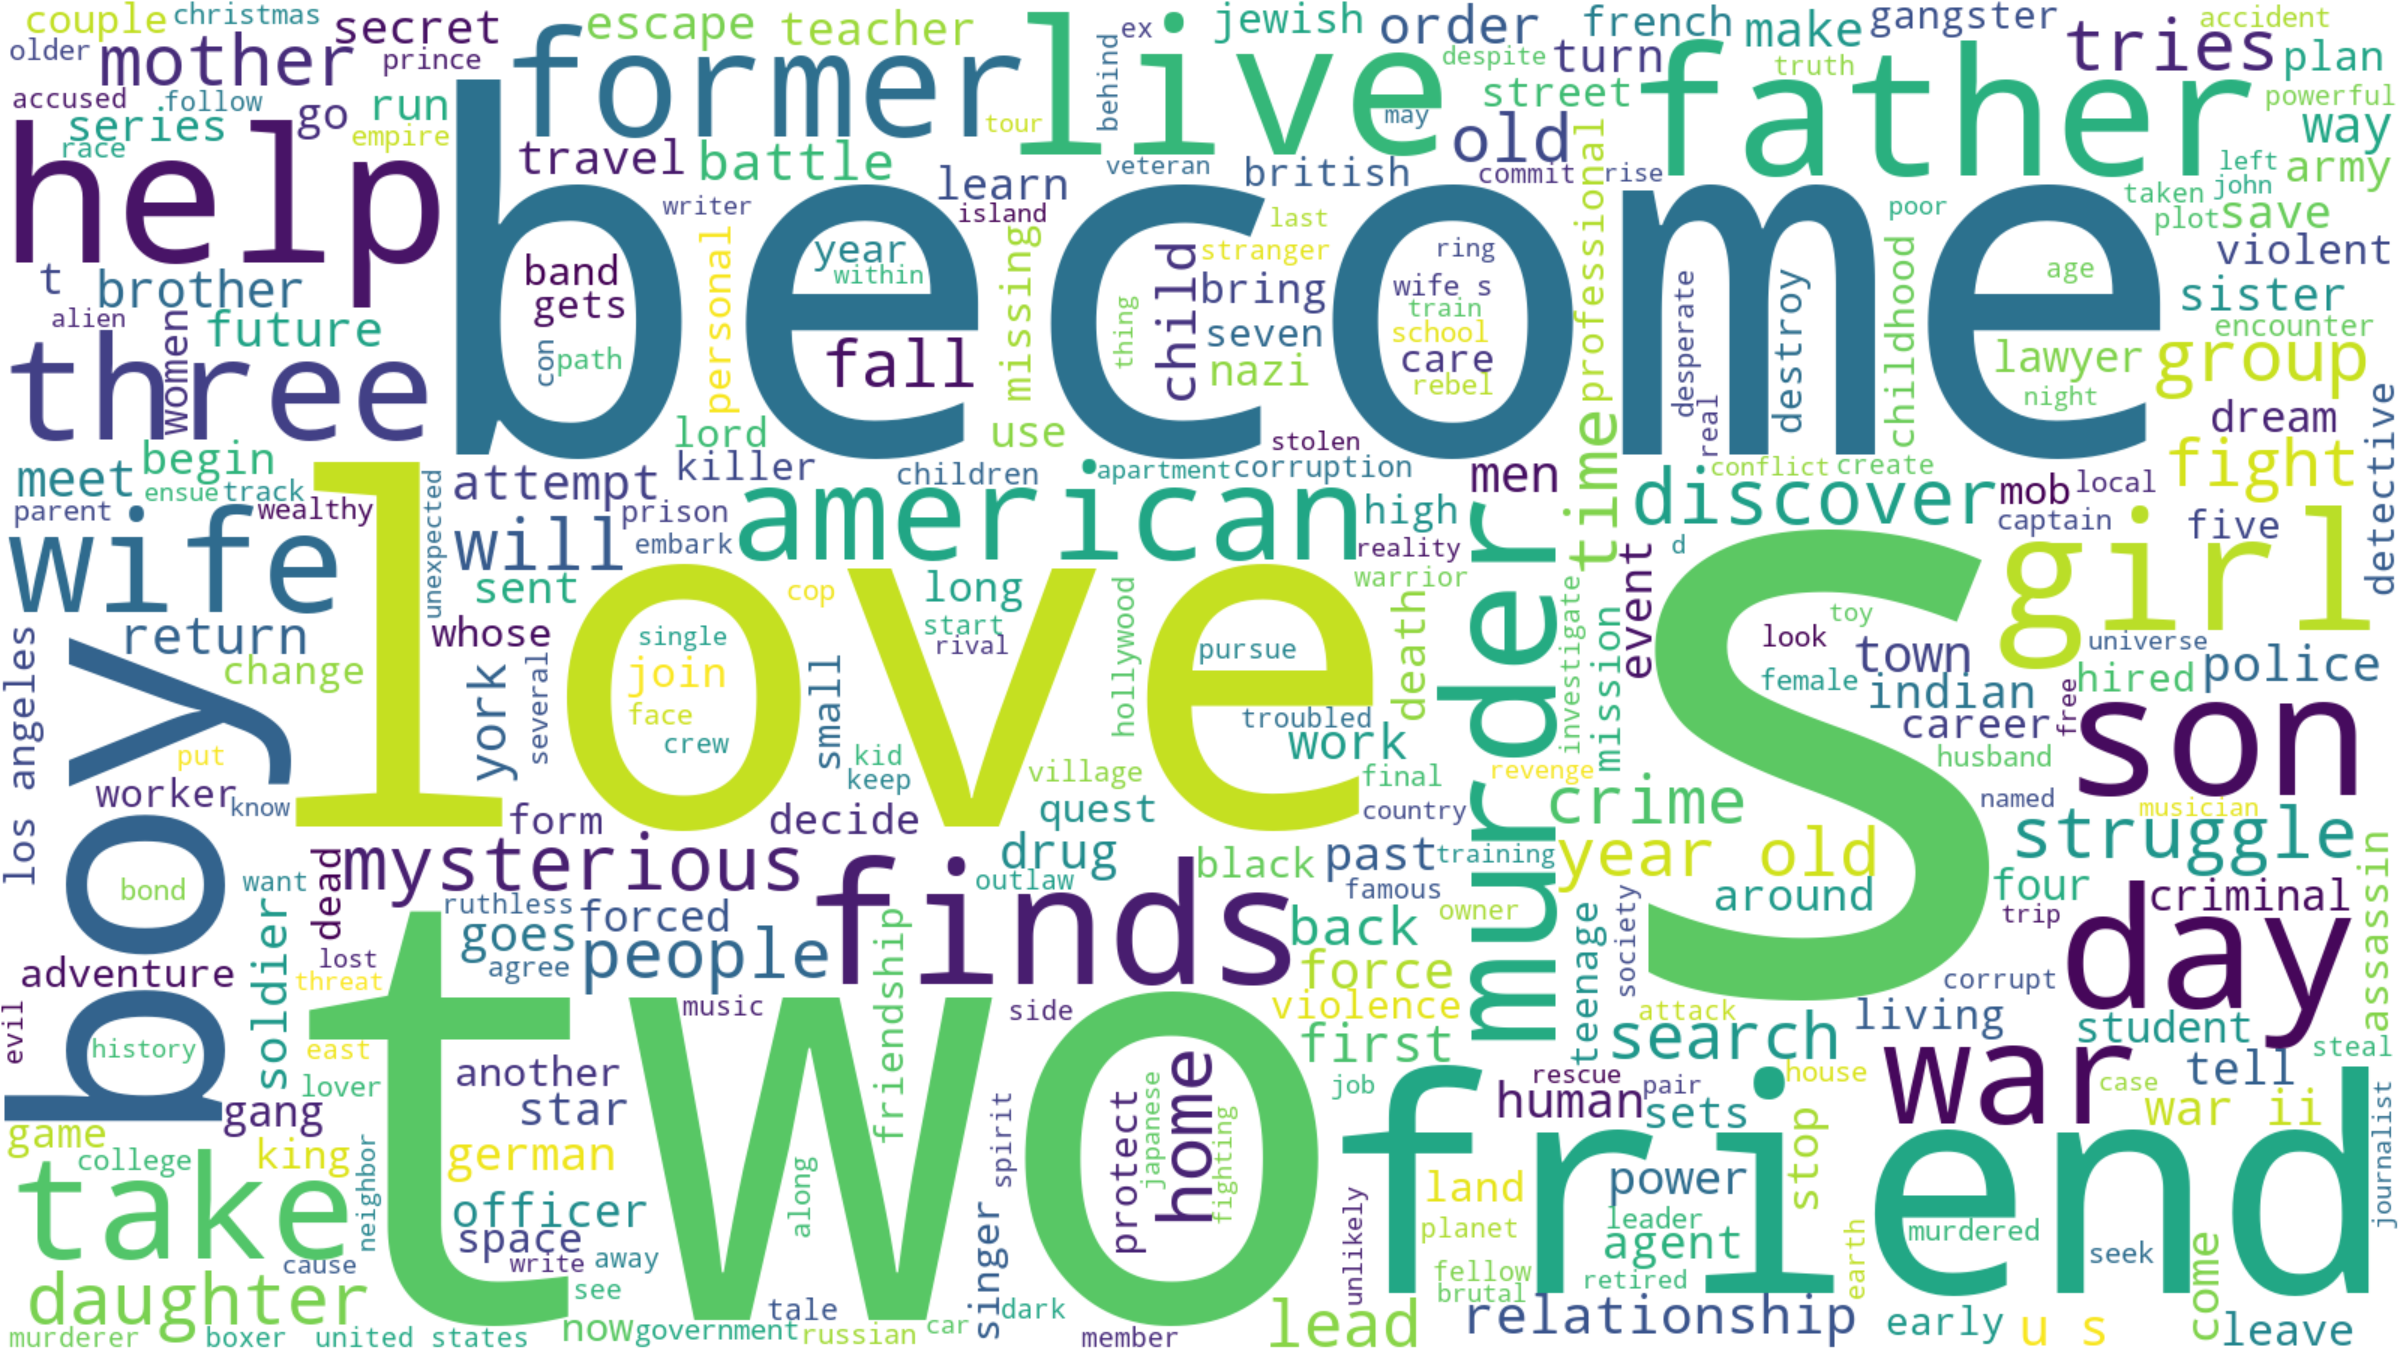 couple
christmas
secret
escape
teacher
ex
jewish
order
french
make
gangster
accident
older
mother
prince
former
live
behind
despite
turn
truth
father
tries
plan
accused
follow
go
run
series
empire
race
tour
may
street
old
powerful
way
help
become
travel
battle
learn
veteran
british
commit
rise
professional
left
army
john
taken
plot
save
writer
island
last
poor
personal
year
within
missing
child
stranger
ring
violent
t
brother
band
gets
bring
wife s
train
school
care
rebel
desperate
destroy
childhood
age
sister
alien
women
future
con
path
fall
thing
seven
nazi
real
lawyer
night
encounter
group
three
lord
use
stolen
time
dream
detective
meet
begin
ensue
track
attempt
killer
children
apartment
corruption
men
conflict
create
fight
parent
wealthy
unexpected
will
prison
embark
american
high
reality
murder
discover
mob
local
captain
five
wife
love
sent
cop
long
start
rival
hollywood
warrior
death
investigate
mission
event
d
s
girl
return
whose
single
join
face
crew
pursue
look
toy
female
town
indian
career
universe
hired
police
los angeles
boy
change
york
several
small
troubled
work
free
son
put
kid
keep
village
final
revenge
husband
worker
know
form
decide
quest
country
crime
named
musician
struggle
mysterious
drug
outlaw
black
past
training
famous
year old
around
four
assassin
bond
want
dead
finds
owner
society
trip
criminal
day
soldier
ruthless
forced
goes
people
agree
friendship
back
force
teenage
adventure
lost
threat
two
music
side
violence
attack
corrupt
evil
history
east
first
search
living
student
steal
lover
another
star
home
job
rescue
pair
house
war
tell
case
gang
human
sets
war ii
game
king
german
spirit
protect
japanese
fighting
friend
stop
journalist
college
neighbor
take
along
officer
singer
unlikely
land
power
planet
leader
agent
murdered
seek
space
write
away
cause
fellow
brutal
retired
earth
come
daughter
see
tale
dark
lead
relationship
early
u s
leave
murderer
boxer
united states
now
government
russian
car
member